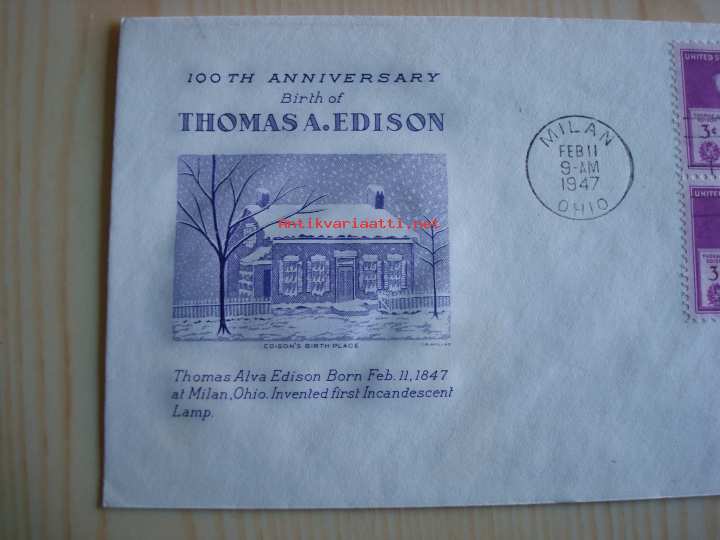 100TH ANNIVERSARY
Birth of
THOMAS A. EDISON
Antikvariaatti.net
EDISON'S BIRTH PLACE
Thomas Alva Edison Born Feb. 11, 1847
at Milan, Ohio. Invented first Incandescent
Lamp.
MILAN
FEB 11
9-AM
1947
OHIO
UNITED S
3¢
3